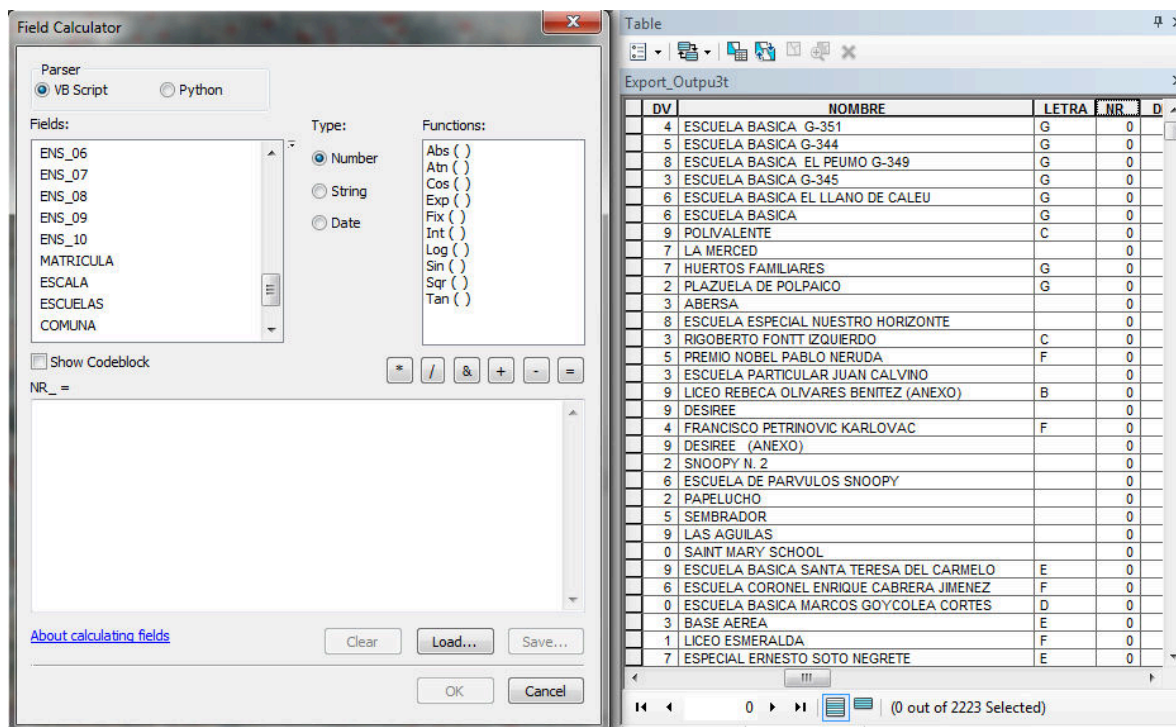 Field Calculator
Parser
VB Script Python
Fields:
Type:
Functions:
ENS_06
ENS_07
ENS_08
ENS_09
ENS_10
MATRICULA
ESCALA
ESCUELAS
COMUNA
Number
String
Date
Abs ( )
Atn ( )
Cos ( )
Exp ( )
Fix ( )
Int ( )
Log ( )
Sin ( )
Sqr ( )
Tan ( )
Show Codeblock
* / & + - =
NR_ =
About calculating fields
Clear Load... Save...
OK Cancel
Table
Export_Outpu3t
DV NOMBRE LETRA NR_
4 ESCUELA BASICA G-351 G 0
5 ESCUELA BASICA G-344 G 0
8 ESCUELA BASICA EL PEUMO G-349 G 0
3 ESCUELA BASICA G-345 G 0
6 ESCUELA BASICA EL LLANO DE CALEU G 0
6 ESCUELA BASICA G 0
9 POLIVALENTE C 0
7 LA MERCED 0
7 HUERTOS FAMILIARES G 0
2 PLAZUELA DE POLPAICO G 0
3 ABERSA 0
8 ESCUELA ESPECIAL NUESTRO HORIZONTE 0
3 RIGOBERTO FONTT IZQUIERDO C 0
5 PREMIO NOBEL PABLO NERUDA F 0
3 ESCUELA PARTICULAR JUAN CALVINO 0
9 LICEO REBECA OLIVARES BENITEZ (ANEXO) B 0
9 DESIREE 0
4 FRANCISCO PETRINOVIC KARLOVAC F 0
9 DESIREE (ANEXO) 0
2 SNOOPY N. 2 0
6 ESCUELA DE PARVULOS SNOOPY 0
2 PAPELUCHO 0
5 SEMBRADOR 0
9 LAS AGUILAS 0
0 SAINT MARY SCHOOL 0
9 ESCUELA BASICA SANTA TERESA DEL CARMELO E 0
6 ESCUELA CORONEL ENRIQUE CABRERA JIMENEZ F 0
0 ESCUELA BASICA MARCOS GOYCOLEA CORTES D 0
3 BASE AEREA E 0
1 LICEO ESMERALDA F 0
7 ESPECIAL ERNESTO SOTO NEGRETE E 0
0 (0 out of 2223 Selected)